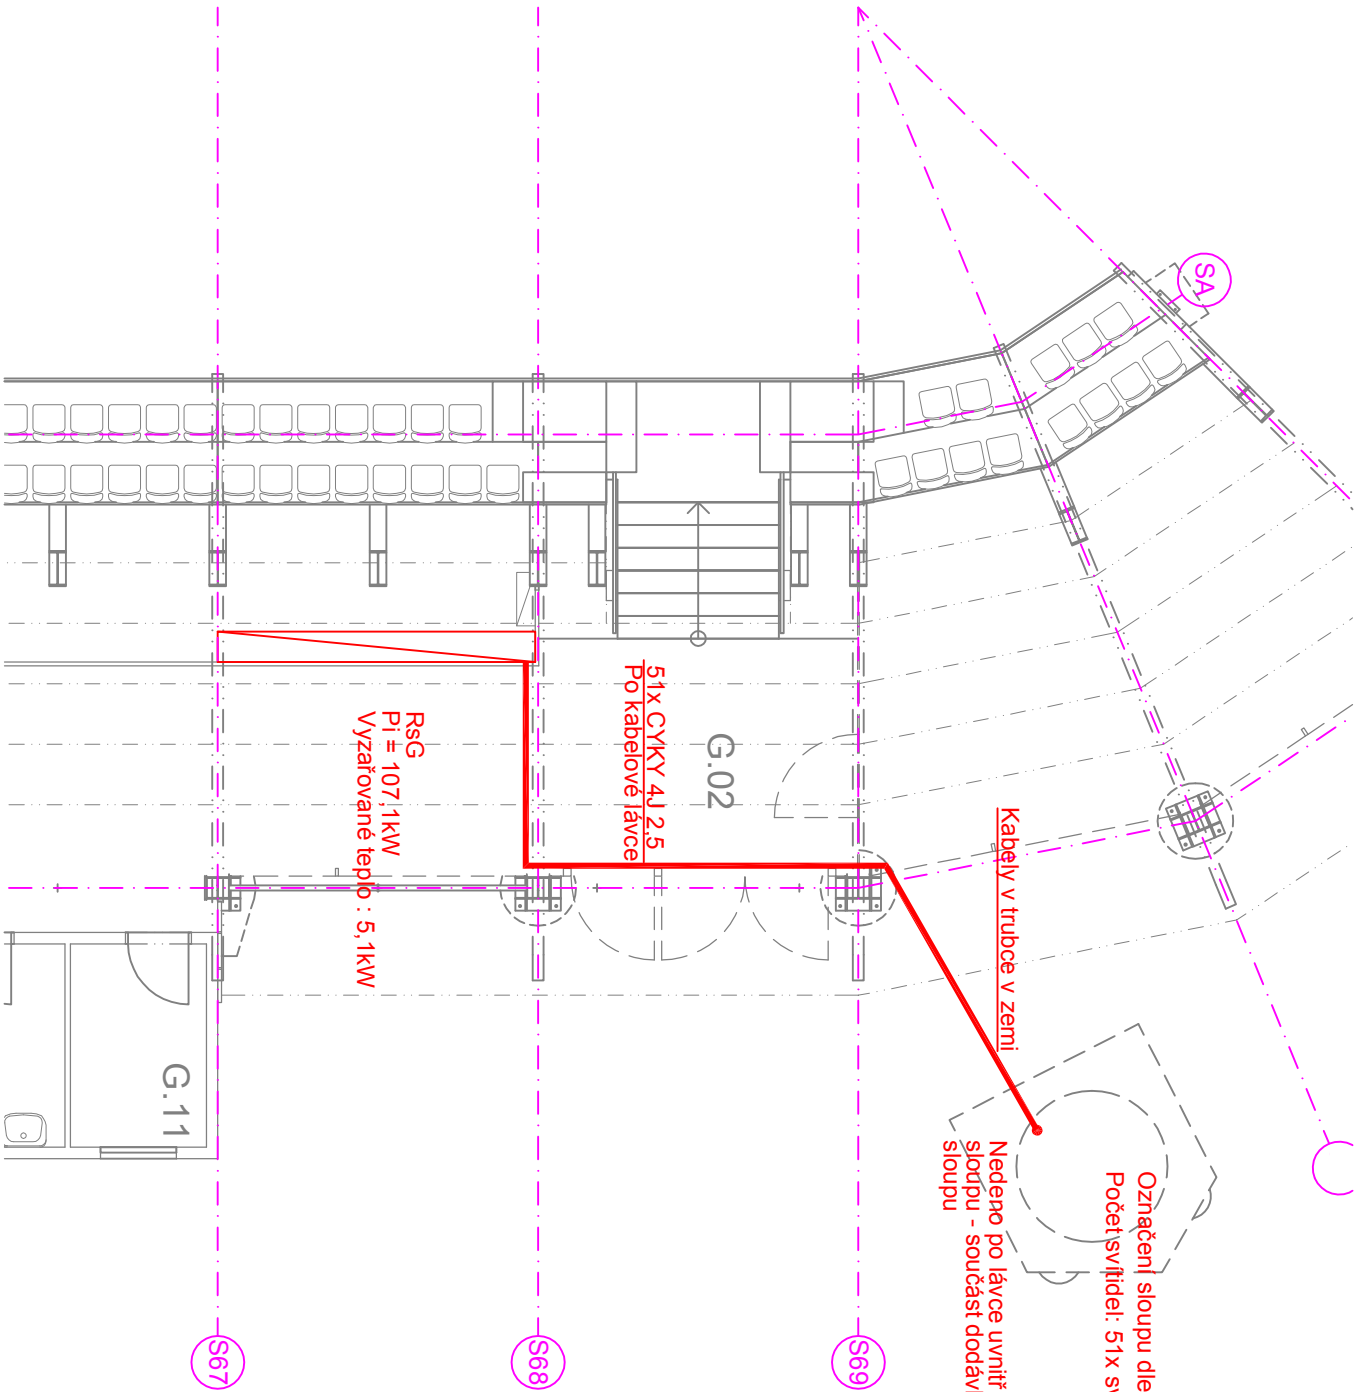 SA
51x CYKY 4J 2,5
Po kabelové lávce
G.02
RsG
Pi = 107,1kW
Vyzařované teplo : 5,1kW
Kabely v trubce v zemi
Označení sloupu dle
Počet svítidel: 51x
Nedeno po lávce uvnitř
sloupu - součást
sloupu
G.11
S67
S68
S69